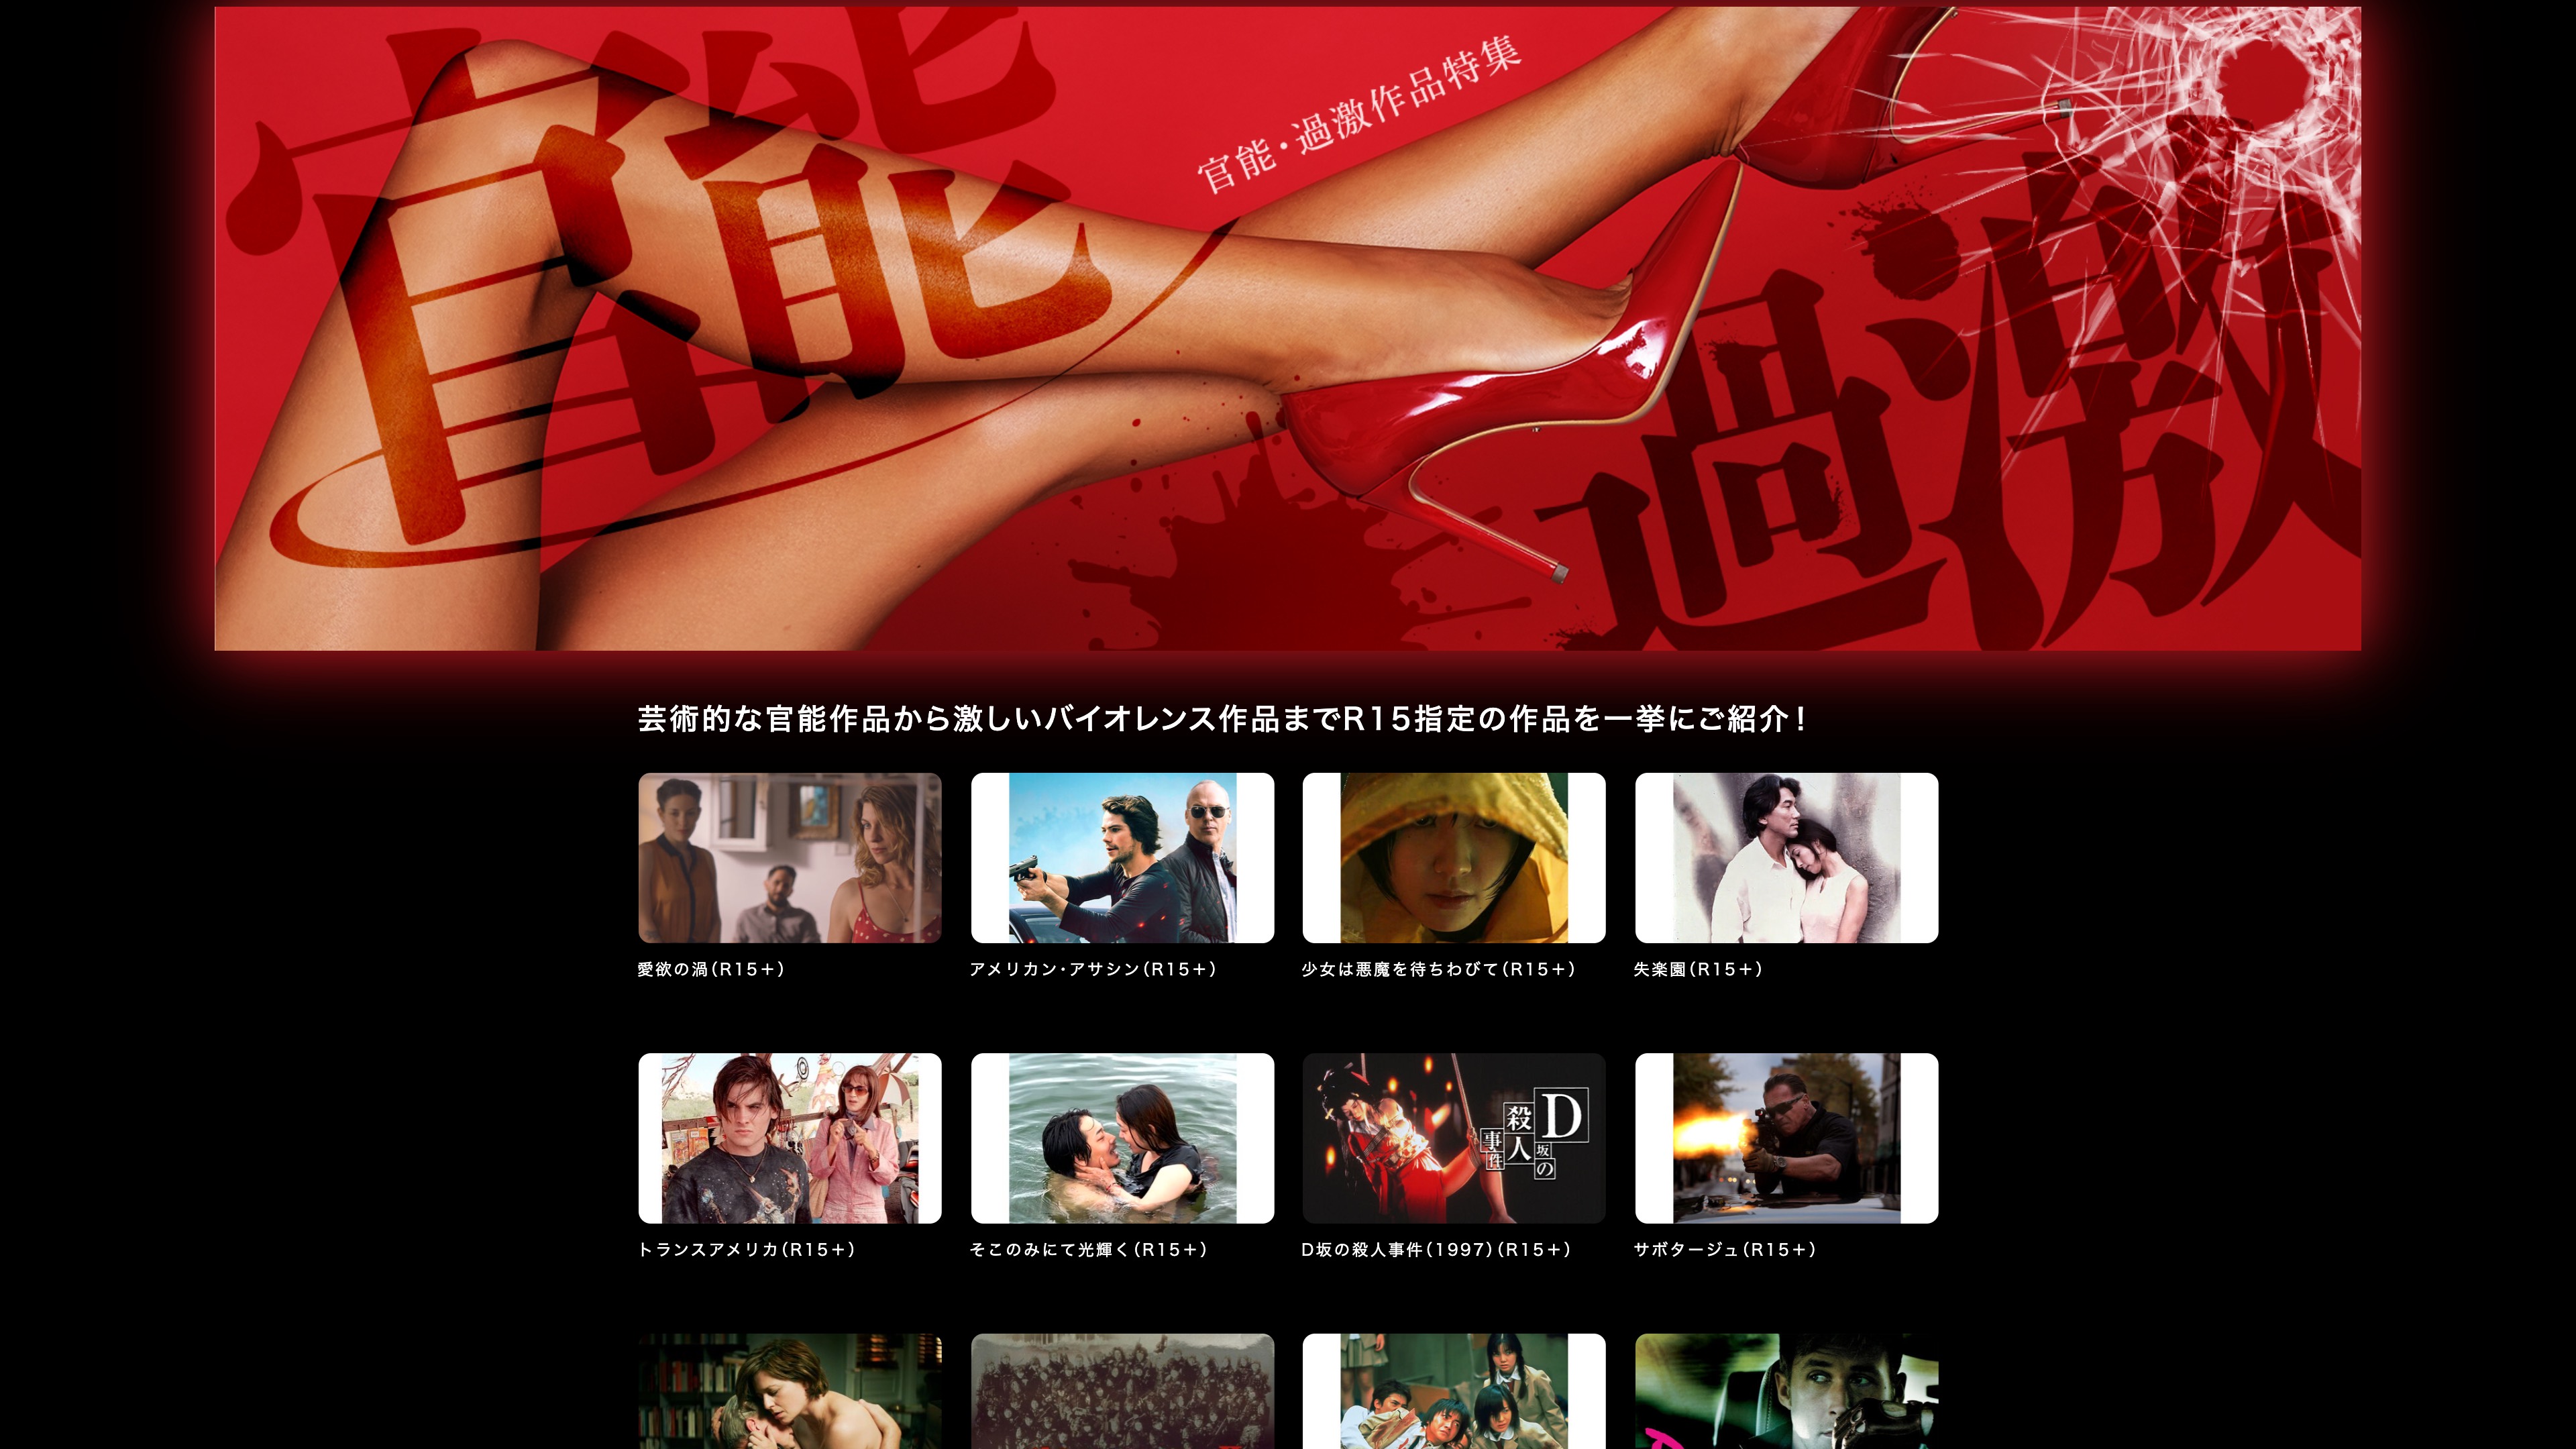 官能
官能・過激作品特集
過激
芸術的な官能作品から激しいバイオレンス作品までR15指定の作品を一挙にご紹介！
愛欲の渦（R15＋）
アメリカン・アサシン（R15＋）
少女は悪魔を待ちわびて（R15＋）
失楽園（R15＋）
D坂の殺人事件
トランスアメリカ（R15＋）
そこのみにて光輝く（R15＋）
D坂の殺人事件（1997）（R15＋）
サボタージュ（R15＋）